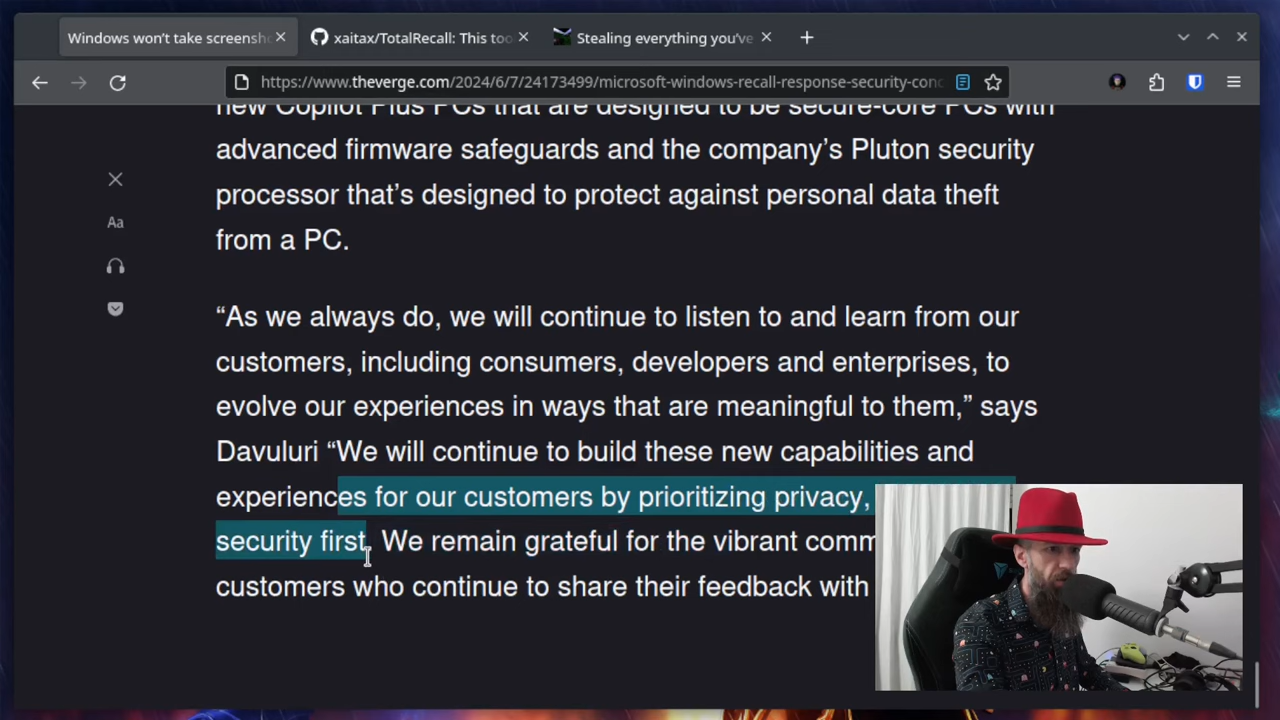 Windows won't take screensh
xaitax/TotalRecall: This too
Stealing everything you've
https://www.theverge.com/2024/6/7/24173499/microsoft-windows-recall-response-security-conc
new Copilot Plus PCs that are designed to be secure-core PCs with
advanced firmware safeguards and the company's Pluton security
processor that's designed to protect against personal data theft
from a PC.
Aa
“As we always do, we will continue to listen to and learn from our
customers, including consumers, developers and enterprises, to
evolve our experiences in ways that are meaningful to them,” says
Davuluri “We will continue to build these new capabilities and
experiences for our customers by prioritizing privacy,
security first. We remain grateful for the vibrant comm
customers who continue to share their feedback with